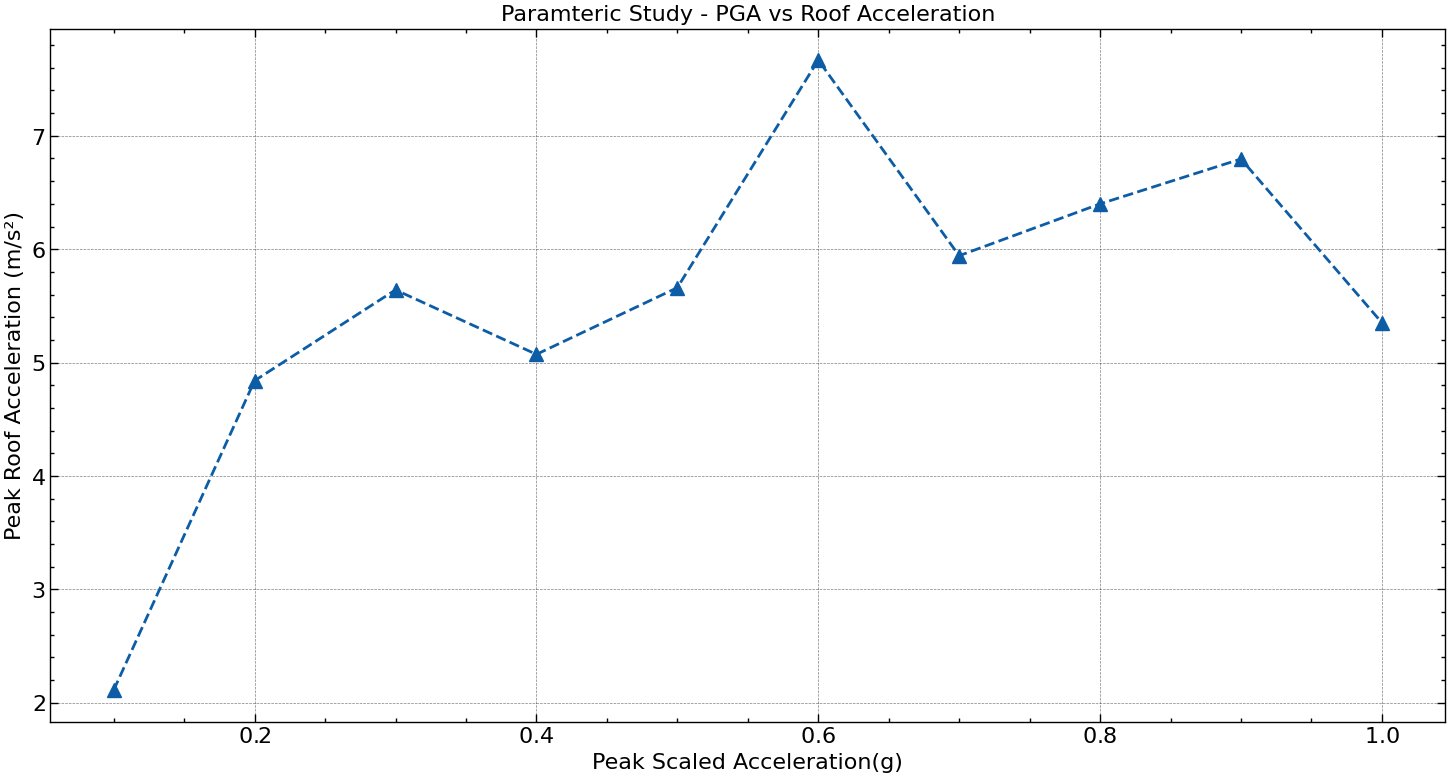 Paramteric Study - PGA vs Roof Acceleration
Peak Roof Acceleration (m/s²)
7
6
5
4
3
2
0.2 0.4 0.6 0.8 1.0
Peak Scaled Acceleration(g)